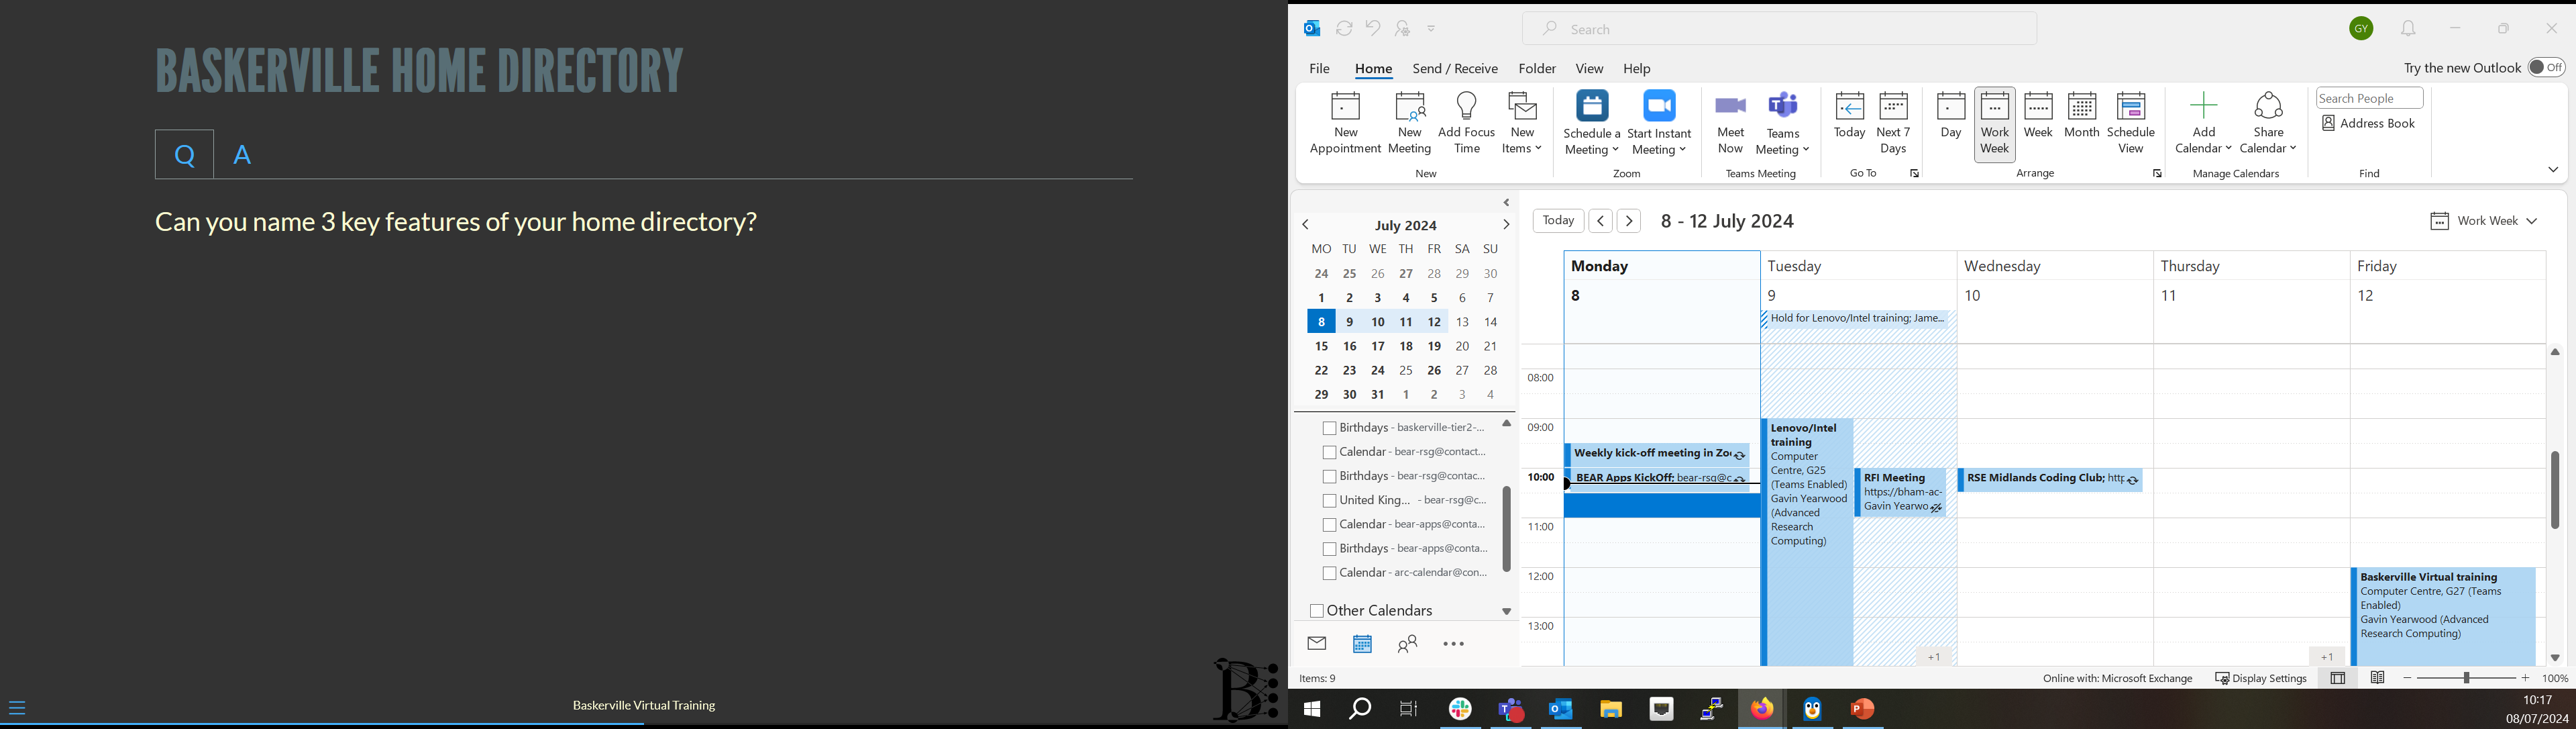 BASKERVILLE HOME DIRECTORY
Q A
Can you name 3 key features of your home directory?
Baskerville Virtual Training
B
Search
GY
File Home Send / Receive Folder View Help
Try the new Outlook Off
New Appointment
New Meeting
Add Focus Time
New Items
New
Schedule a Meeting
Start Instant Meeting
Zoom
Meet Now
Teams Meeting
Teams Meeting
Today
Next 7 Days
Go To
Day
Work Week
Week
Month
Schedule View
Arrange
Add Calendar
Share Calendar
Manage Calendars
Search People
Address Book
Find
July 2024
MO TU WE TH FR SA SU
24 25 26 27 28 29 30
1 2 3 4 5 6 7
8 9 10 11 12 13 14
15 16 17 18 19 20 21
22 23 24 25 26 27 28
29 30 31 1 2 3 4
Birthdays - baskerville-tier2-...
Calendar - bear-rsg@contact...
Birthdays - bear-rsg@contac...
United King... - bear-rsg@c...
Calendar - bear-apps@conta...
Birthdays - bear-apps@conta...
Calendar - arc-calendar@con...
Other Calendars
Today
8 - 12 July 2024
Work Week
Monday Tuesday Wednesday Thursday Friday
8 9 10 11 12
Hold for Lenovo/Intel training; Jame...
08:00
09:00
10:00
11:00
12:00
13:00
Weekly kick-off meeting in Zoo
BEAR Apps KickOff; bear-rsg@c
Lenovo/Intel
training
Computer
Centre, G25
(Teams Enabled)
Gavin Yearwood
(Advanced
Research
Computing)
RFI Meeting
https://bham-ac-
Gavin Yearwo
RSE Midlands Coding Club; http
Baskerville Virtual training
Computer Centre, G27 (Teams
Enabled)
Gavin Yearwood (Advanced
Research Computing)
+1
+1
Items: 9
Online with: Microsoft Exchange
Display Settings
100%
10:17
08/07/2024